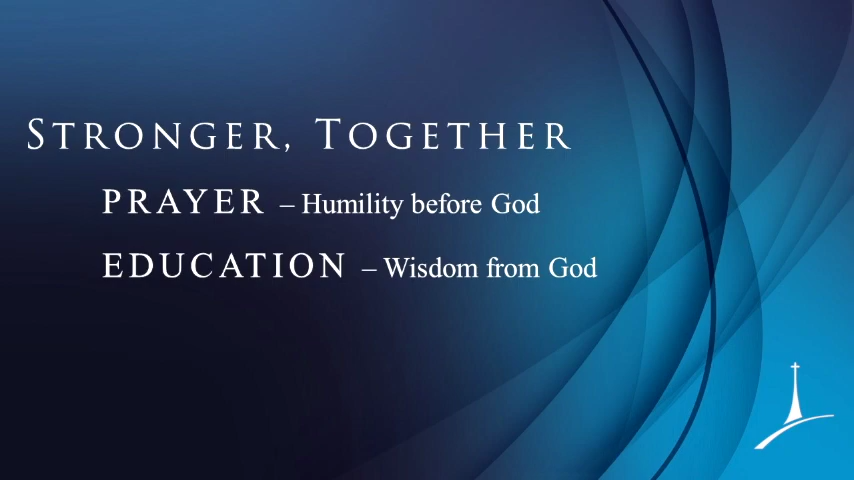 STRONGER, TOGETHER
PRAYER – Humility before God
EDUCATION – Wisdom from God